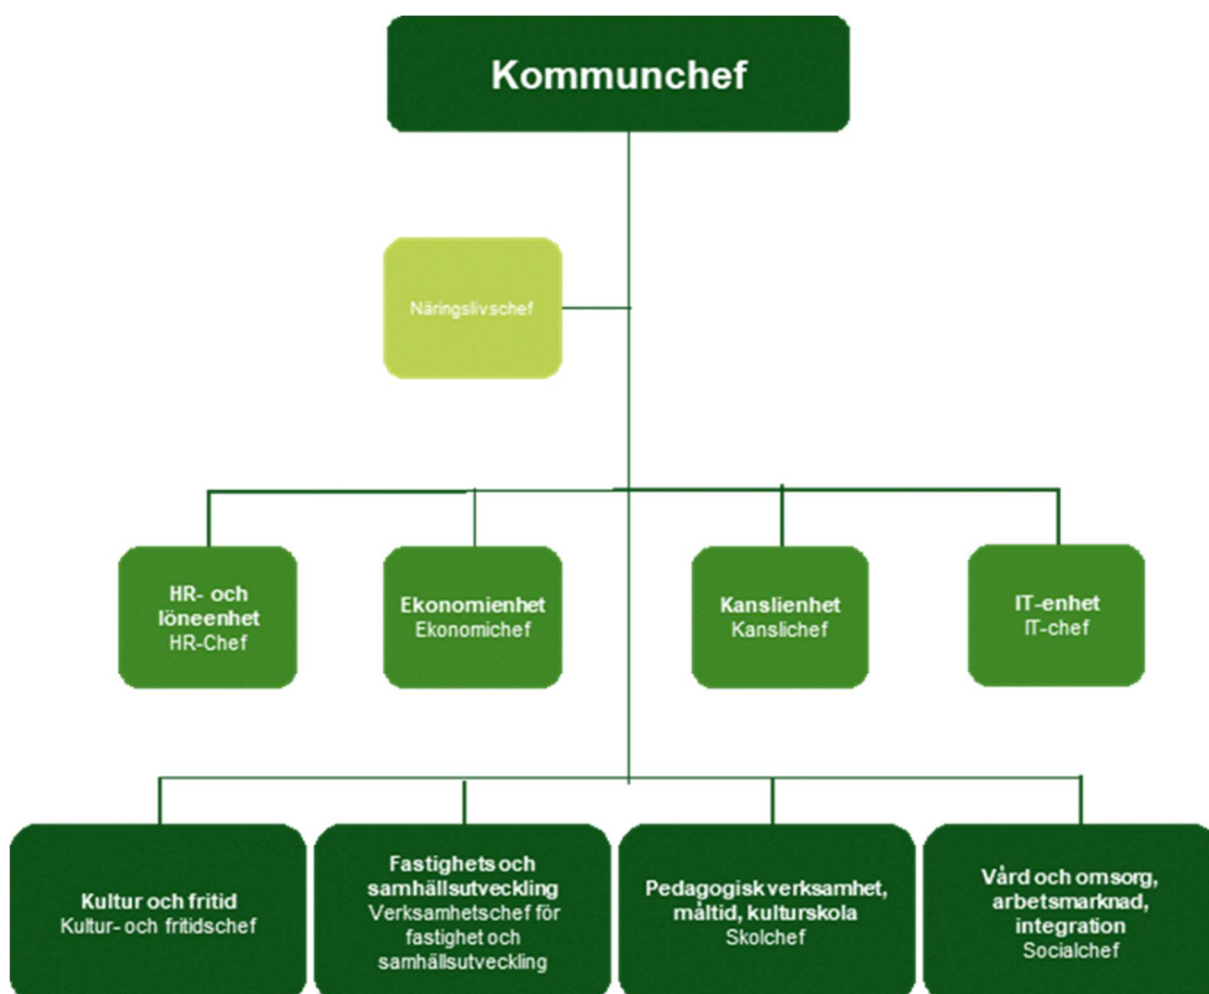 Kommunchef
Näringslivschef
HR- och
löneenhet
HR-Chef
Ekonomienhet
Ekonomichef
Kanslienhet
Kanslichef
IT-enhet
IT-chef
Kultur och fritid
Kultur- och fritidschef
Fastighets och
samhällsutveckling
Verksamhetschef för
fastighet och
samhällsutveckling
Pedagogisk verksamhet,
måltid, kulturskola
Skolchef
Vård och omsorg,
arbetsmarknad,
integration
Socialchef